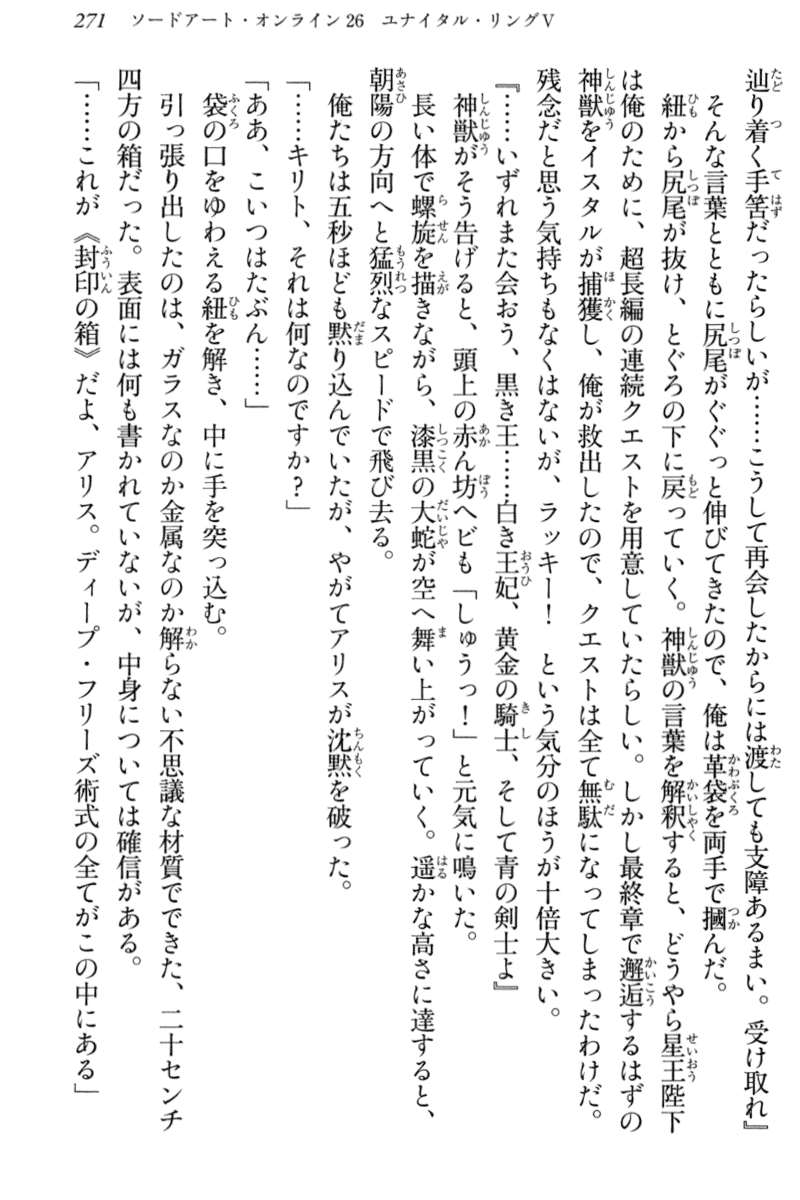 271　ソードアート・オンライン26　ユナイタル・リングⅤ
辿り着く手筈だったらしいが……こうして再会したからには渡しても支障あるまい。受け取れ』
　そんな言葉とともに尻尾がぐぐっと伸びてきたので、俺は革袋を両手で摑んだ。
　紐から尻尾が抜け、とぐろの下に戻っていく。神獣の言葉を解釈すると、どうやら星王陛下
は俺のために、超長編の連続クエストを用意していたらしい。しかし最終章で邂逅するはずの
神獣をイスタルが捕獲し、俺が救出したので、クエストは全て無駄になってしまったわけだ。
残念だと思う気持ちもなくはないが、ラッキー！　という気分のほうが十倍大きい。
『……いずれまた会おう、黒き王……白き王妃、黄金の騎士、そして青の剣士よ』
　神獣がそう告げると、頭上の赤ん坊ヘビも「しゅうっ！」と元気に鳴いた。
　長い体で螺旋を描きながら、漆黒の大蛇が空へ舞い上がっていく。遥かな高さに達すると、
朝陽の方向へと猛烈なスピードで飛び去る。
　俺たちは五秒ほども黙り込んでいたが、やがてアリスが沈黙を破った。
「……キリト、それは何なのですか？」
「ああ、こいつはたぶん……」
　袋の口をゆわえる紐を解き、中に手を突っ込む。
　引っ張り出したのは、ガラスなのか金属なのか解らない不思議な材質でできた、二十センチ
四方の箱だった。表面には何も書かれていないが、中身については確信がある。
「……これが《封印の箱》だよ、アリス。ディープ・フリーズ術式の全てがこの中にある」